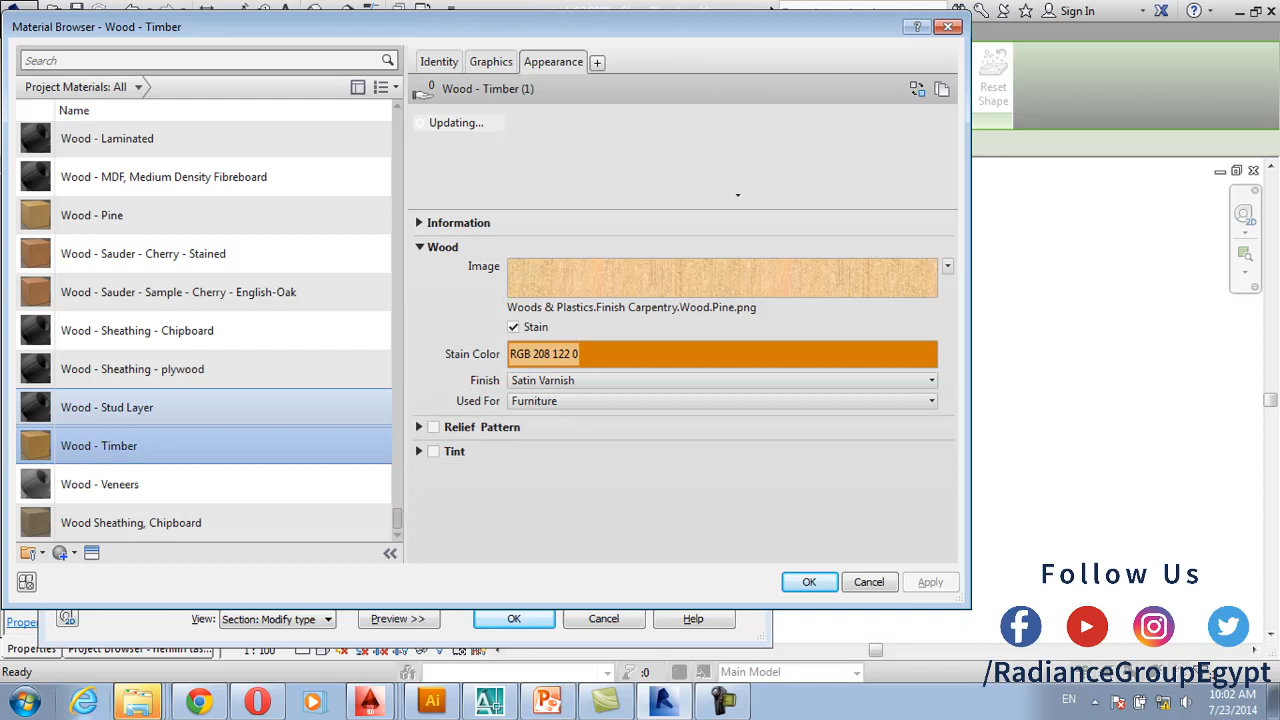 Material Browser - Wood - Timber
?
Sign In
?
Search
Identity
Graphics
Appearance
+
Project Materials: All
0
Wood - Timber (1)
Reset
Shape
Name
Updating...
Wood - Laminated
Wood - MDF, Medium Density Fibreboard
Wood - Pine
Wood - Sauder - Cherry - Stained
Wood - Sauder - Sample - Cherry - English-Oak
Wood - Sheathing - Chipboard
Wood - Sheathing - plywood
Wood - Stud Layer
Wood - Timber
Wood - Veneers
Wood Sheathing, Chipboard
Information
Wood
Image
Woods & Plastics.Finish Carpentry.Wood.Pine.png
Stain
Stain Color
RGB 208 122 0
Finish
Satin Varnish
Used For
Furniture
Relief Pattern
Tint
2D
OK
Cancel
Apply
Proper
2D
View:
Section: Modify type
Preview >>
OK
Cancel
Help
Properties
1 : 100
Ready
:0
Main Model
Follow Us
/RadianceGroupEgypt
Ai
EN
10:02 AM
7/23/2014